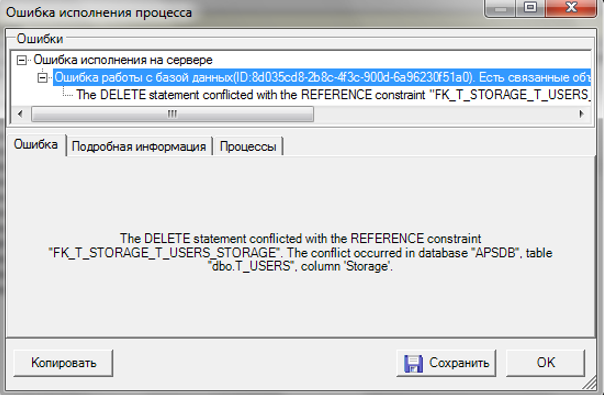 Ошибка исполнения процесса
Ошибки
Ошибка исполнения на сервере
Ошибка работы с базой данных(ID:8d035cd8-2b8c-4f3c-900d-6a96230f51a0). Есть связанные объ
The DELETE statement conflicted with the REFERENCE constraint "FK_T_STORAGE_T_USERS_
Ошибка Подробная информация Процессы
The DELETE statement conflicted with the REFERENCE constraint
"FK_T_STORAGE_T_USERS_STORAGE". The conflict occurred in database "APSDB", table
"dbo.T_USERS", column 'Storage'.
Копировать Сохранить OK